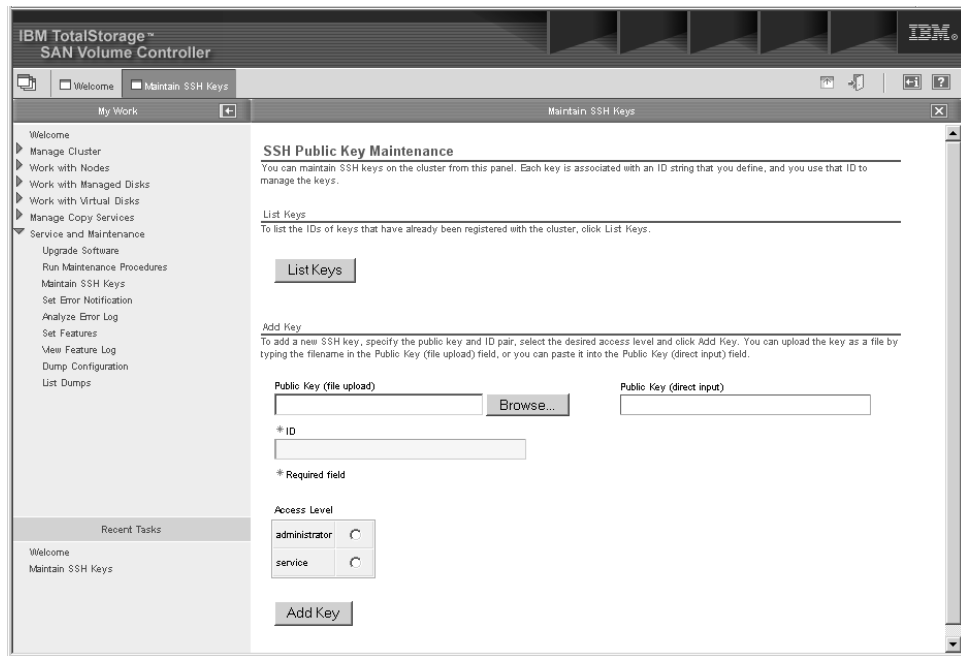 IBM TotalStorage™
SAN Volume Controller
IBM®
Welcome
Maintain SSH Keys
?
My Work
Maintain SSH Keys
Welcome
Manage Cluster
Work with Nodes
Work with Managed Disks
Work with Virtual Disks
Manage Copy Services
Service and Maintenance
Upgrade Software
Run Maintenance Procedures
Maintain SSH Keys
Set Error Notification
Analyze Error Log
Set Features
View Feature Log
Dump Configuration
List Dumps
Recent Tasks
Welcome
Maintain SSH Keys
SSH Public Key Maintenance
You can maintain SSH keys on the cluster from this panel. Each key is associated with an ID string that you define, and you use that ID to
manage the keys.
List Keys
To list the IDs of keys that have already been registered with the cluster, click List Keys.
List Keys
Add Key
To add a new SSH key, specify the public key and ID pair, select the desired access level and click Add Key. You can upload the key as a file by
typing the filename in the Public Key (file upload) field, or you can paste it into the Public Key (direct input) field.
Public Key (file upload)
Public Key (direct input)
Browse...
* ID
* Required field
Access Level
administrator
service
Add Key